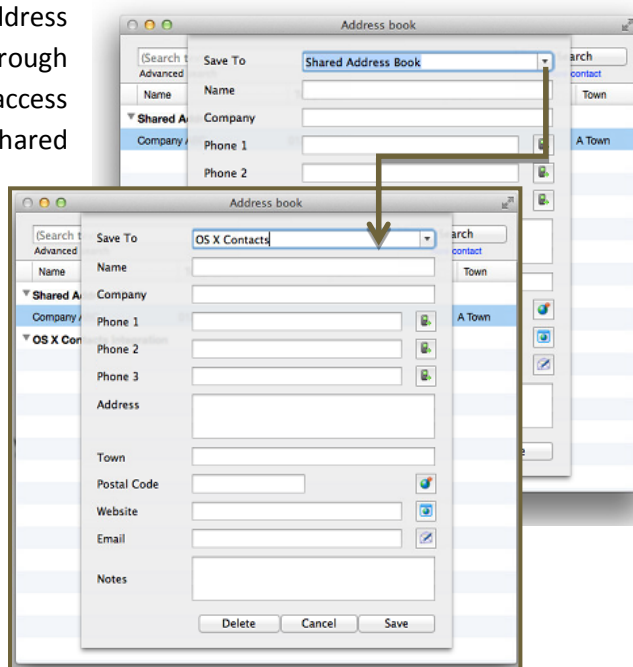 ddress
rough
access
hared
Address book
(Search t
Save To
Shared Address Book
arch
Advanced
contact
Name
Name
Town
Shared A
Company
Company
Phone 1
A Town
Phone 2
Address book
(Search t
Save To
OS X Contacts
arch
Advanced
contact
Name
Name
Town
Shared A
Company
Company
Phone 1
A Town
OS X Con
Phone 2
Phone 3
Address
Town
Postal Code
Website
Email
Notes
Delete
Cancel
Save